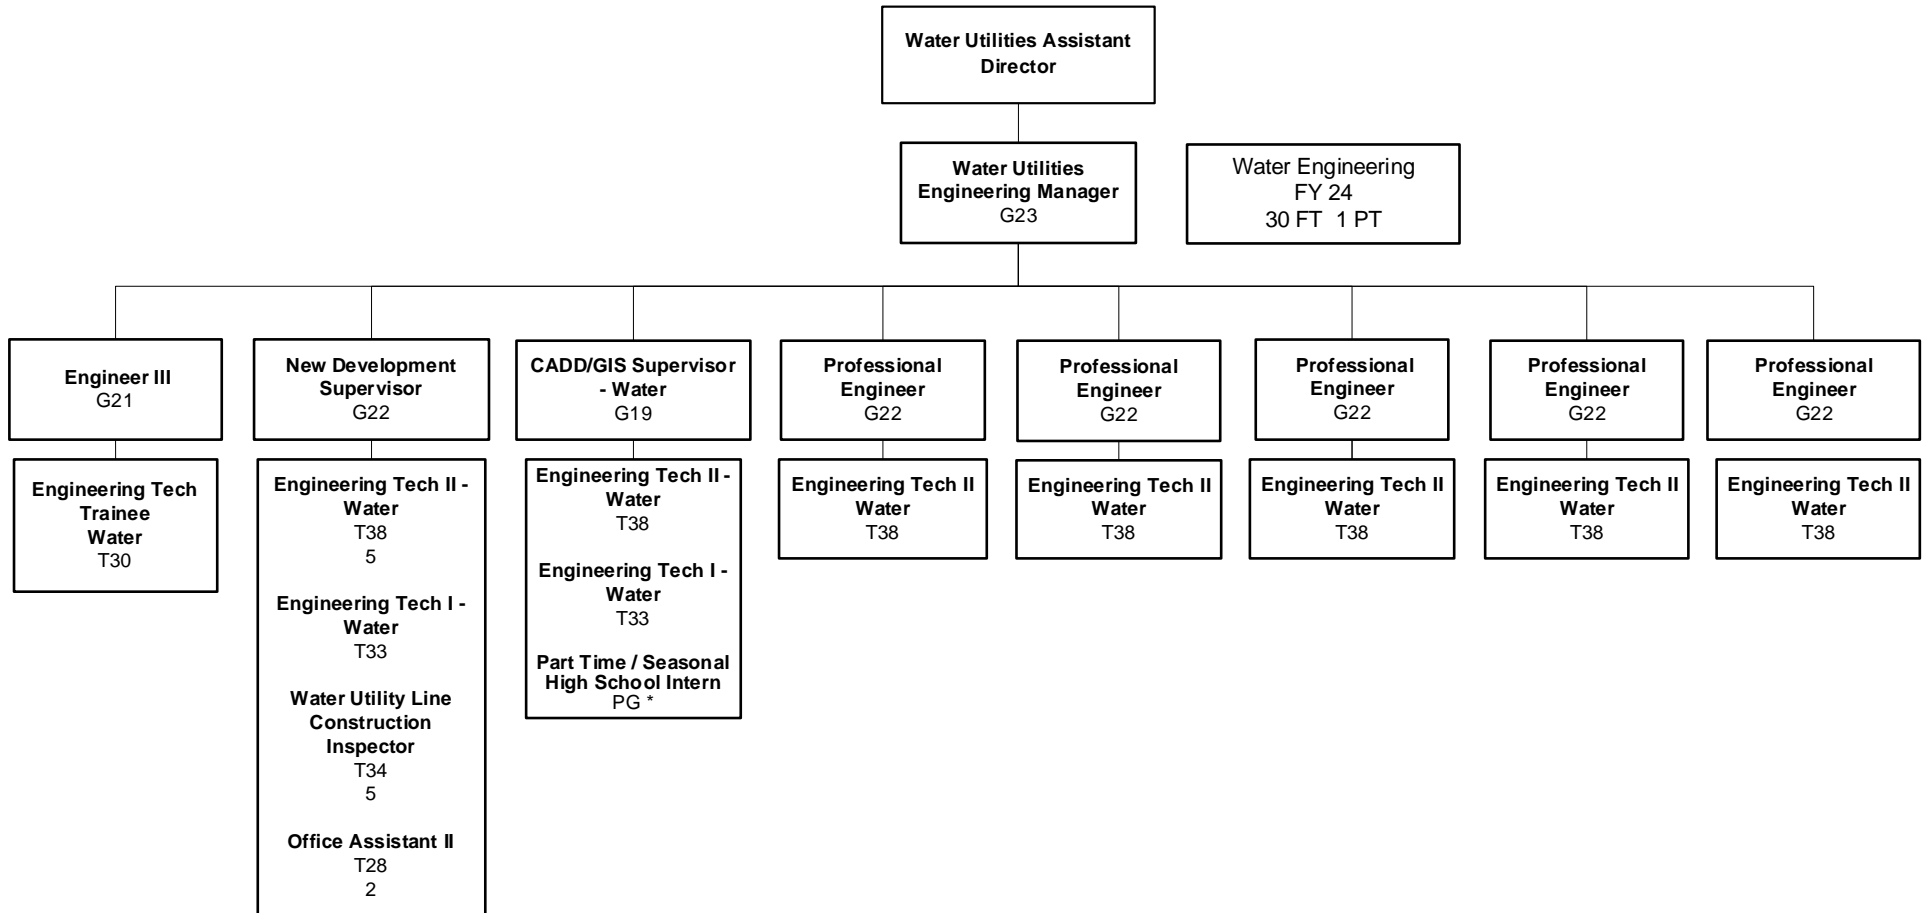 Water Utilities Assistant
Director
Water Utilities
Engineering Manager
G23
Water Engineering
FY 24
30 FT 1 PT
Engineer III
G21
New Development
Supervisor
G22
CADD/GIS Supervisor
- Water
G19
Professional
Engineer
G22
Professional
Engineer
G22
Professional
Engineer
G22
Professional
Engineer
G22
Professional
Engineer
G22
Engineering Tech
Trainee
Water
T30
Engineering Tech II -
Water
T38
5
Engineering Tech I -
Water
T33
Water Utility Line
Construction
Inspector
T34
5
Office Assistant II
T28
2
Engineering Tech II -
Water
T38
Engineering Tech I -
Water
T33
Part Time / Seasonal
High School Intern
PG *
Engineering Tech II
Water
T38
Engineering Tech II
Water
T38
Engineering Tech II
Water
T38
Engineering Tech II
Water
T38
Engineering Tech II
Water
T38